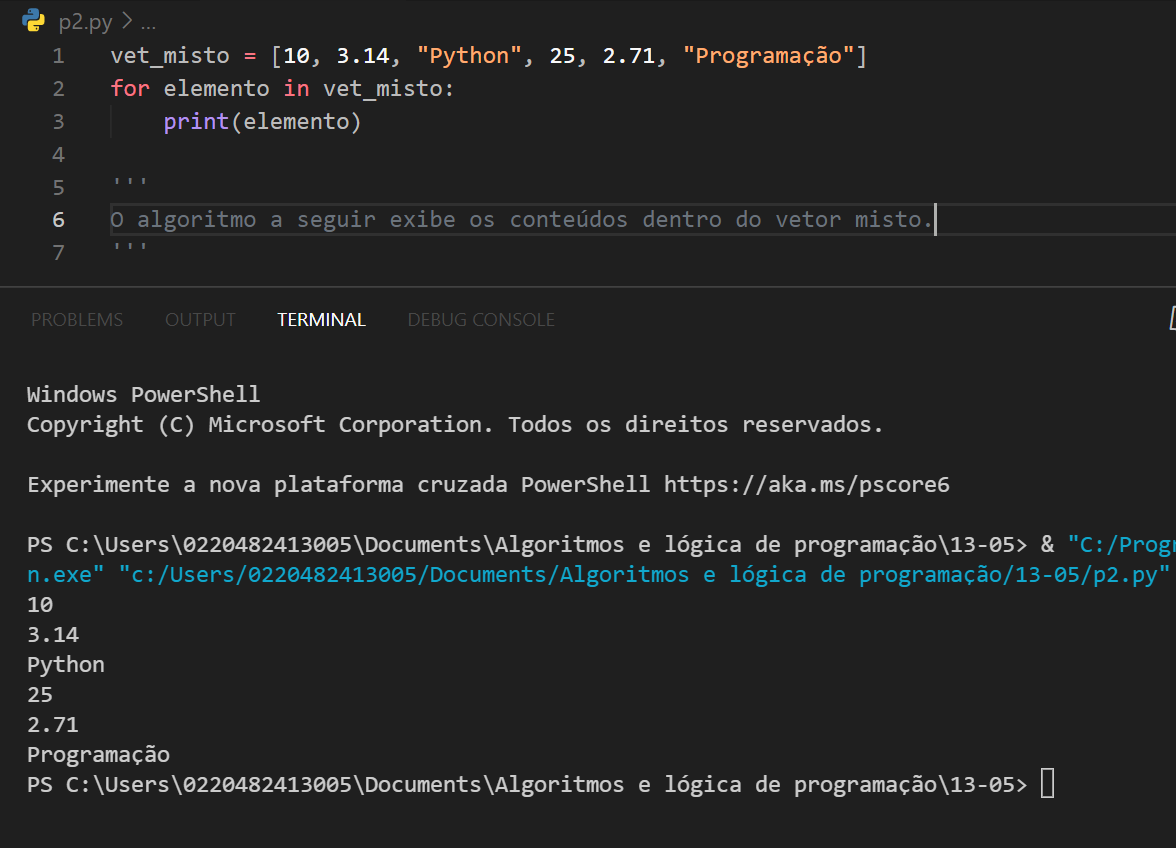 p2.py > ...
1 vet_misto = [10, 3.14, "Python", 25, 2.71, "Programação"]
2 for elemento in vet_misto:
3     print(elemento)
4
5 '''
6 O algoritmo a seguir exibe os conteúdos dentro do vetor misto.
7 '''
PROBLEMS OUTPUT TERMINAL DEBUG CONSOLE
Windows PowerShell
Copyright (C) Microsoft Corporation. Todos os direitos reservados.
Experimente a nova plataforma cruzada PowerShell https://aka.ms/pscore6
PS C:\Users\0220482413005\Documents\Algoritmos e lógica de programação\13-05> & "C:/Progr
n.exe" "c:/Users/0220482413005/Documents/Algoritmos e lógica de programação/13-05/p2.py"
10
3.14
Python
25
2.71
Programação
PS C:\Users\0220482413005\Documents\Algoritmos e lógica de programação\13-05>